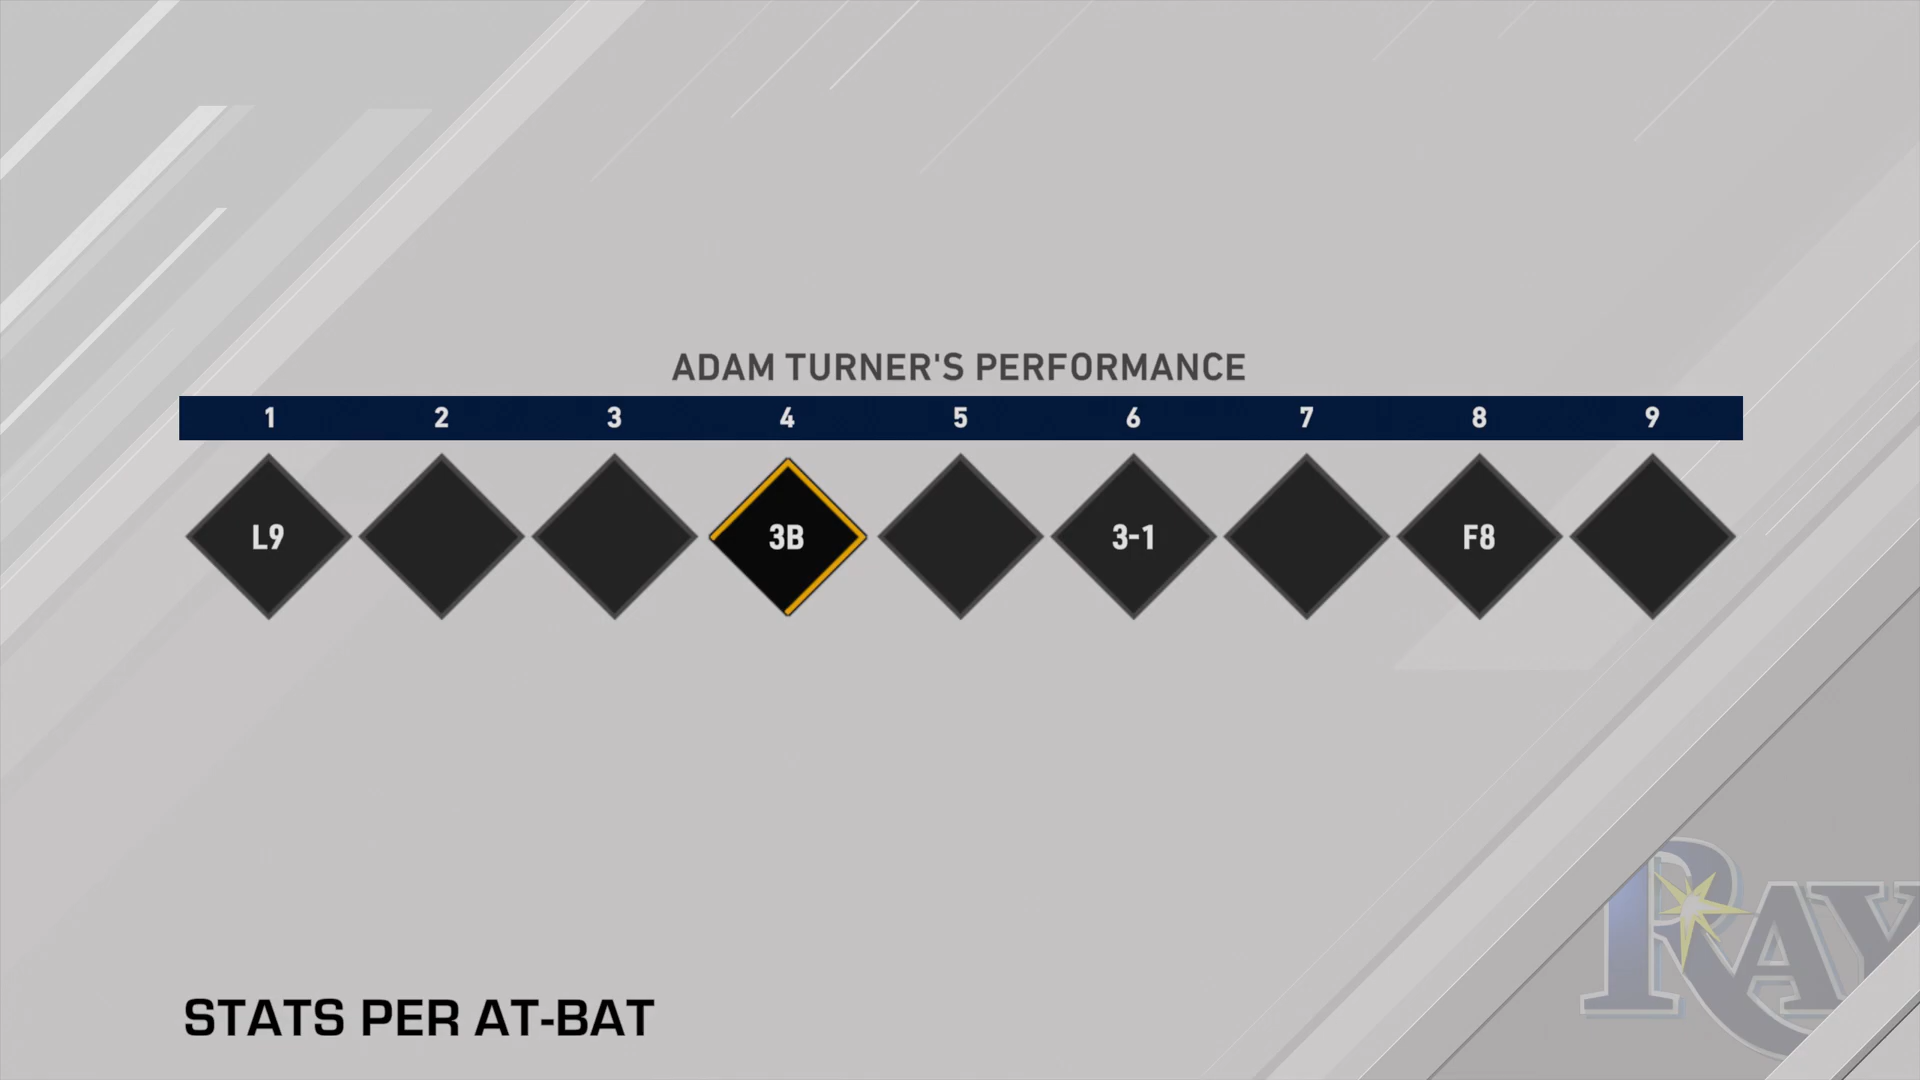 ADAM TURNER'S PERFORMANCE
1 2 3 4 5 6 7 8 9
L9 3B 3-1 F8
STATS PER AT-BAT
RAY